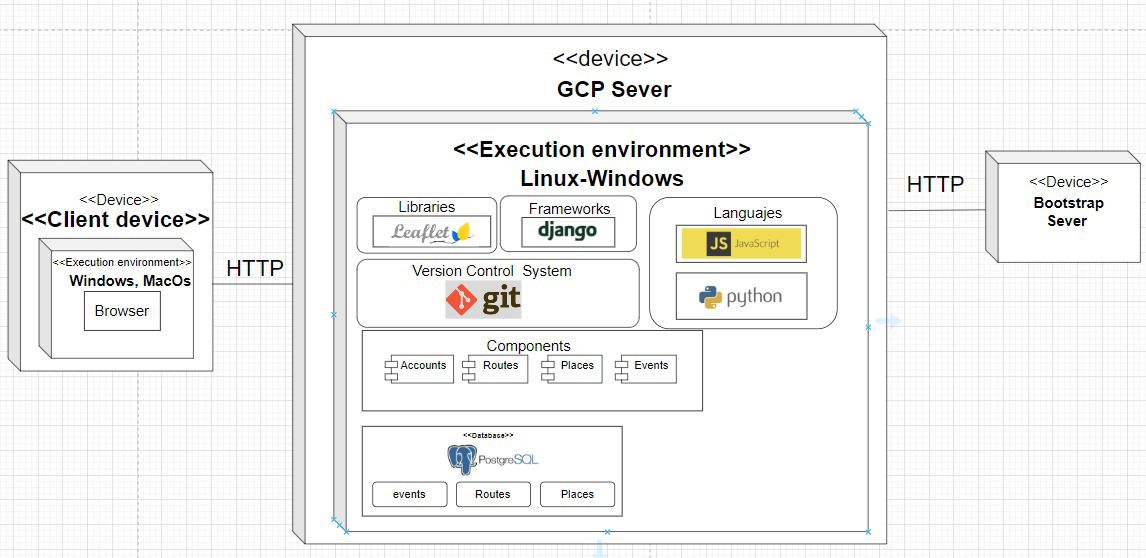 <<Device>>
<<Client device>>
<<Execution environment>>
Windows, MacOs
Browser
HTTP
<<device>>
GCP Sever
<<Execution environment>>
Linux-Windows
Libraries
Leaflet
Frameworks
django
Languajes
JS JavaScript
python
Version Control System
git
Components
Accounts
Routes
Places
Events
<<Database>>
PostgreSQL
events
Routes
Places
HTTP
<<Device>>
Bootstrap
Sever